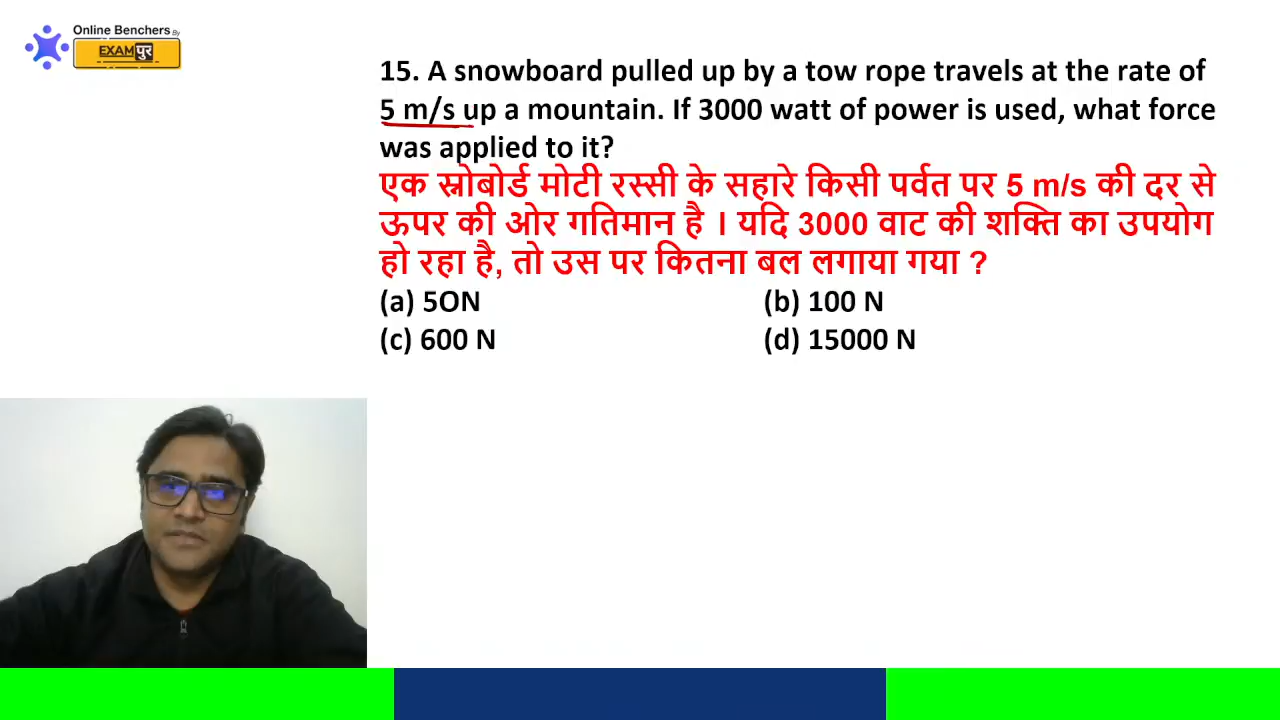 Online Benchers By
EXAMपुर
15. A snowboard pulled up by a tow rope travels at the rate of
5 m/s up a mountain. If 3000 watt of power is used, what force
was applied to it?
एक स्नोबोर्ड मोटी रस्सी के सहारे किसी पर्वत पर 5 m/s की दर से
ऊपर की ओर गतिमान है । यदि 3000 वाट की शक्ति का उपयोग
हो रहा है, तो उस पर कितना बल लगाया गया ?
(a) 5ON (b) 100 N
(c) 600 N (d) 15000 N